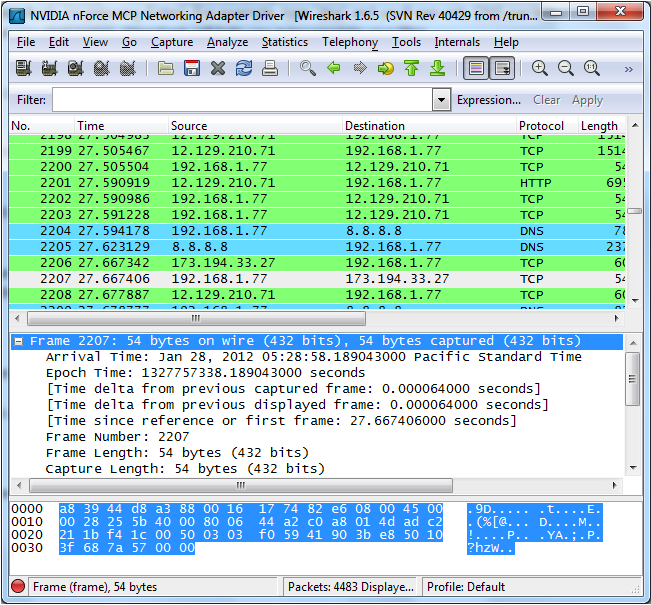 NVIDIA nForce MCP Networking Adapter Driver [Wireshark 1.6.5 (SVN Rev 40429 from /trun...
File Edit View Go Capture Analyze Statistics Telephony Tools Internals Help
Filter: Expression... Clear Apply
No. Time Source Destination Protocol Length
2198 27.504985 12.129.210.71 192.168.1.77 TCP 1514
2199 27.505467 12.129.210.71 192.168.1.77 TCP 1514
2200 27.505504 192.168.1.77 12.129.210.71 TCP 54
2201 27.590919 12.129.210.71 192.168.1.77 HTTP 695
2202 27.590986 192.168.1.77 12.129.210.71 TCP 54
2203 27.591228 192.168.1.77 12.129.210.71 TCP 54
2204 27.594178 192.168.1.77 8.8.8.8 DNS 78
2205 27.623129 8.8.8.8 192.168.1.77 DNS 237
2206 27.667342 173.194.33.27 192.168.1.77 TCP 60
2207 27.667406 192.168.1.77 173.194.33.27 TCP 54
2208 27.677887 12.129.210.71 192.168.1.77 TCP 60
Frame 2207: 54 bytes on wire (432 bits), 54 bytes captured (432 bits)
Arrival Time: Jan 28, 2012 05:28:58.189043000 Pacific Standard Time
Epoch Time: 1327757338.189043000 seconds
[Time delta from previous captured frame: 0.000064000 seconds]
[Time delta from previous displayed frame: 0.000064000 seconds]
[Time since reference or first frame: 27.667406000 seconds]
Frame Number: 2207
Frame Length: 54 bytes (432 bits)
Capture Length: 54 bytes (432 bits)
0000 a8 39 44 d8 a3 88 00 16 17 74 82 e6 08 00 45 00 .9D..... .t....E.
0010 00 28 25 5b 40 00 80 06 44 a2 c0 a8 01 4d ad c2 .(%[@... D....M..
0020 21 1b f4 1c 00 50 03 03 f0 59 41 90 3b e8 50 10 !....P.. .YA.;.P.
0030 3f 68 7a 57 00 00 ?hzW..
Frame (frame), 54 bytes Packets: 4483 Displaye... Profile: Default